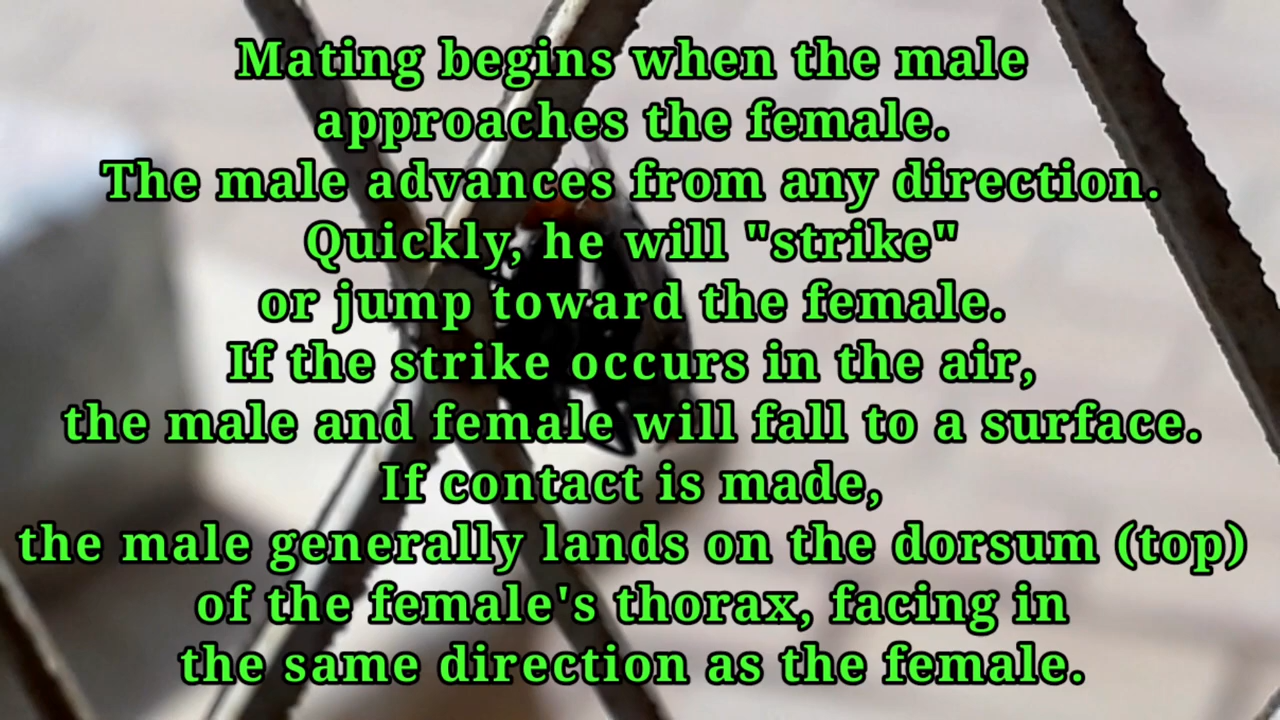 Mating begins when the male
approaches the female.
The male advances from any direction.
Quickly, he will "strike"
or jump toward the female.
If the strike occurs in the air,
the male and female will fall to a surface.
If contact is made,
the male generally lands on the dorsum (top)
of the female's thorax, facing in
the same direction as the female.